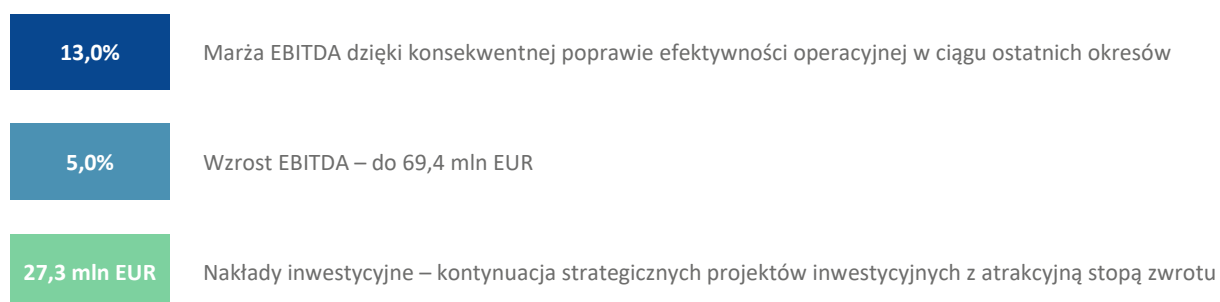 13,0% Marża EBITDA dzięki konsekwentnej poprawie efektywności operacyjnej w ciągu ostatnich okresów
5,0% Wzrost EBITDA – do 69,4 mln EUR
27,3 mln EUR Nakłady inwestycyjne – kontynuacja strategicznych projektów inwestycyjnych z atrakcyjną stopą zwrotu